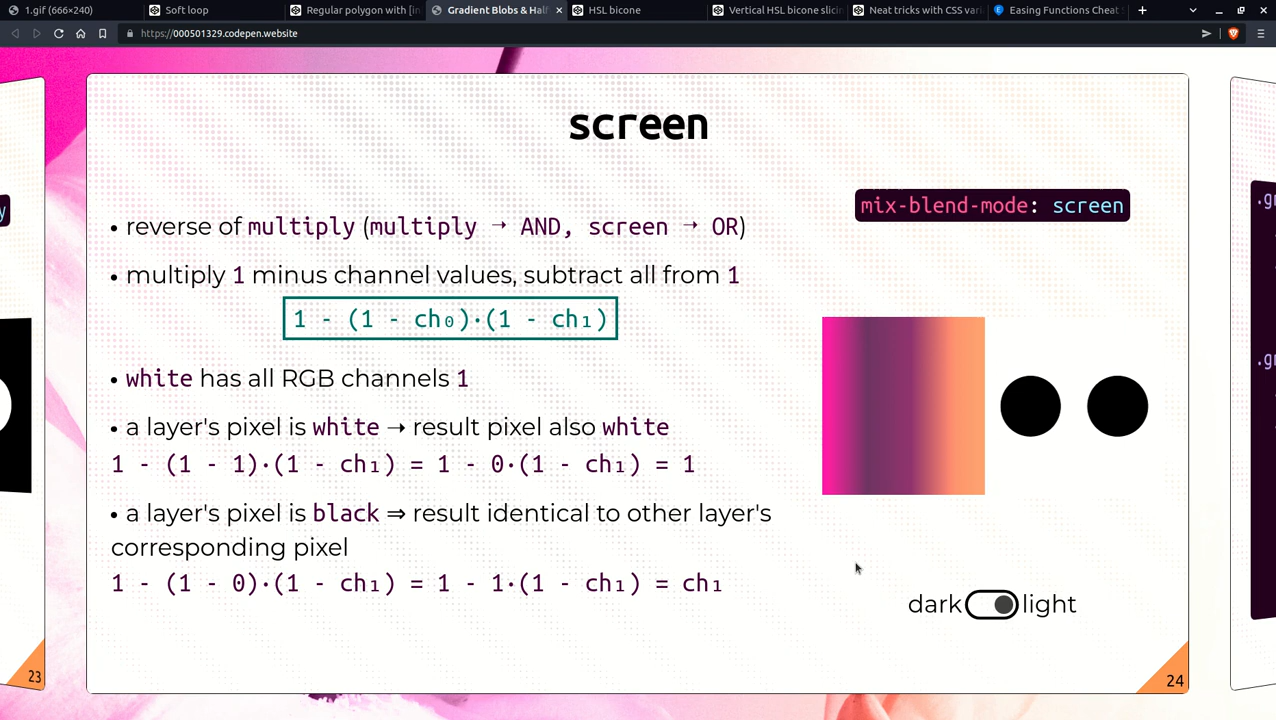 1.gif (666×240)
Soft loop
Regular polygon with [in
Gradient Blobs & Half
HSL bicone
Vertical HSL bicone slicin
Neat tricks with CSS vari
Easing Functions Cheat S
https://000501329.codepen.website
screen
mix-blend-mode: screen
• reverse of multiply (multiply → AND, screen → OR)
• multiply 1 minus channel values, subtract all from 1
1 - (1 - ch₀)·(1 - ch₁)
• white has all RGB channels 1
• a layer's pixel is white → result pixel also white
1 - (1 - 1)·(1 - ch₁) = 1 - 0·(1 - ch₁) = 1
• a layer's pixel is black ⇒ result identical to other layer's
corresponding pixel
1 - (1 - 0)·(1 - ch₁) = 1 - 1·(1 - ch₁) = ch₁
dark light
y
.g
.g
23
24